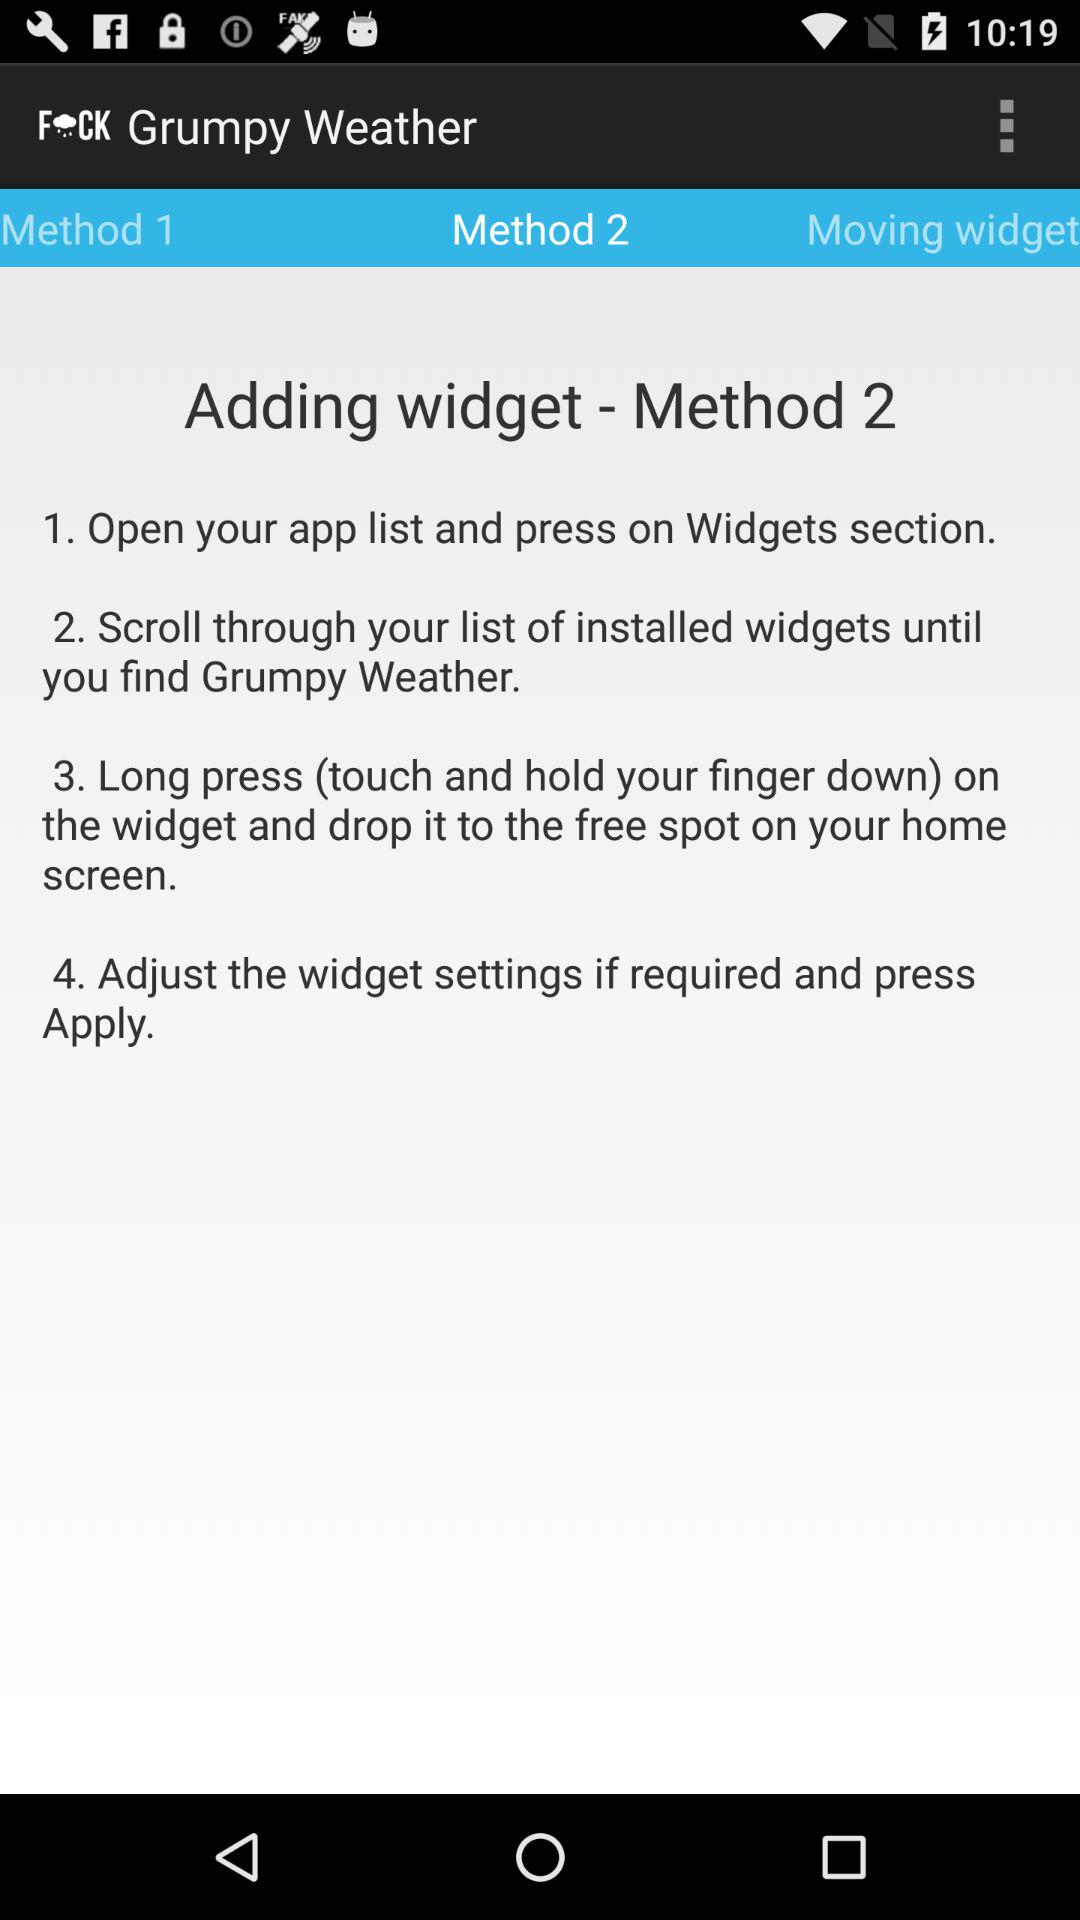 FAKE
10:19
F CK Grumpy Weather
Method 1 Method 2 Moving widget
Adding widget - Method 2
1. Open your app list and press on Widgets section.
2. Scroll through your list of installed widgets until
you find Grumpy Weather.
3. Long press (touch and hold your finger down) on
the widget and drop it to the free spot on your home
screen.
4. Adjust the widget settings if required and press
Apply.